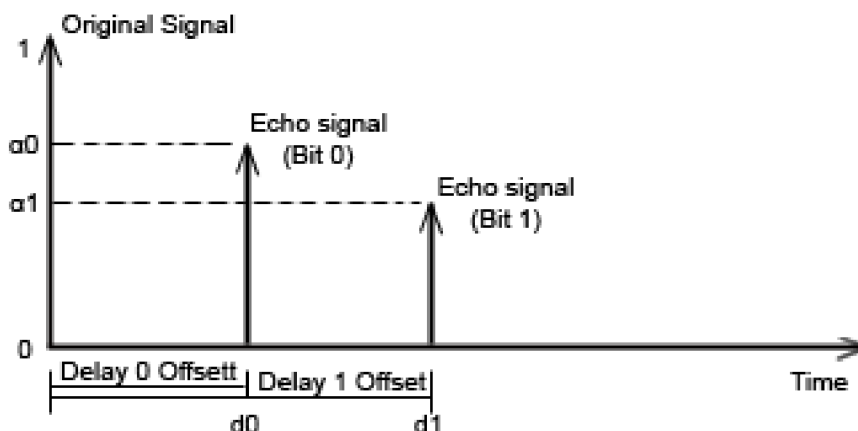 Original Signal
1
α0
Echo signal
(Bit 0)
α1
Echo signal
(Bit 1)
0
Delay 0 Offsett
Delay 1 Offset
Time
d0
d1